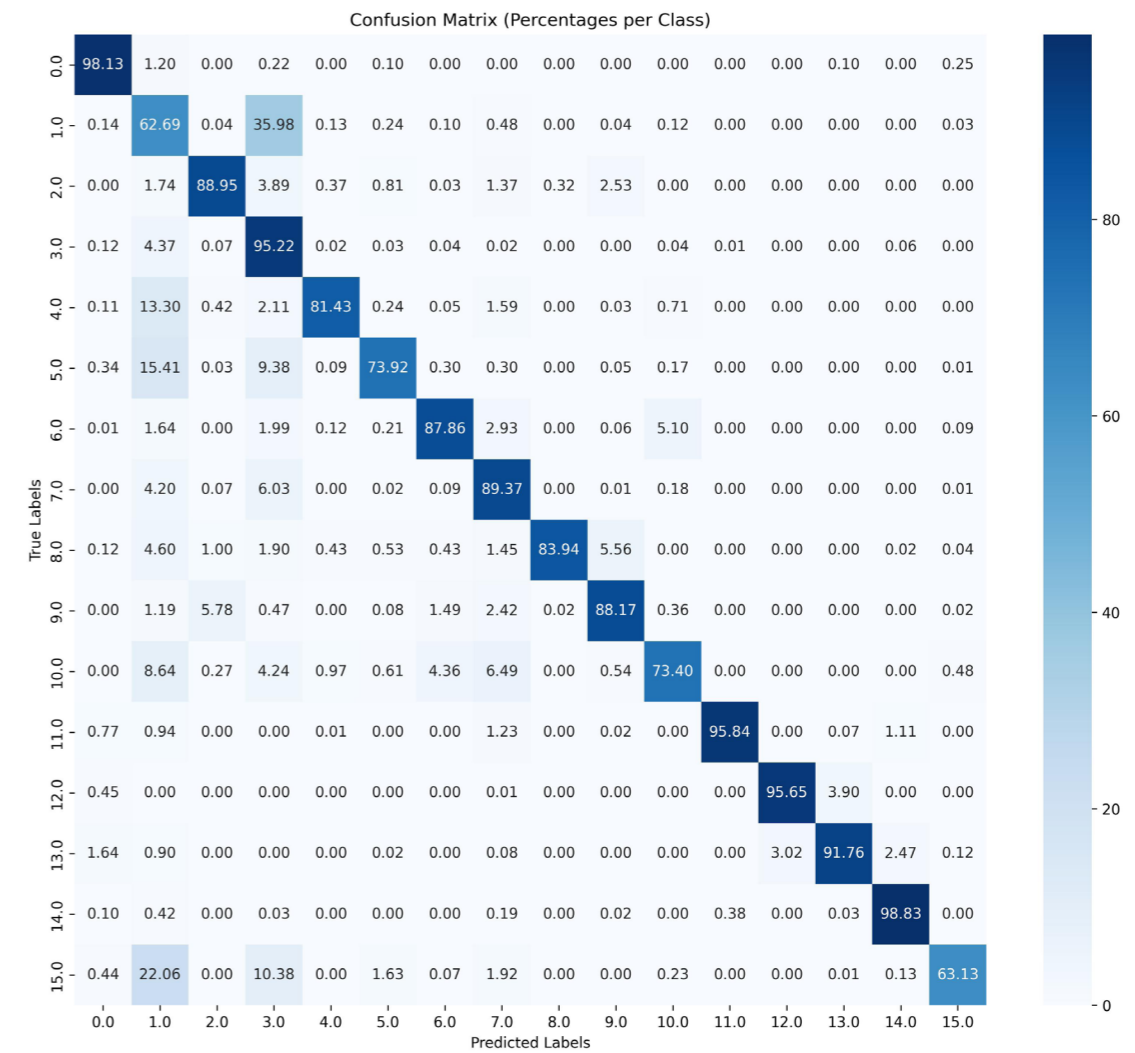 Confusion Matrix (Percentages per Class)
0.0 98.13 1.20 0.00 0.22 0.00 0.10 0.00 0.00 0.00 0.00 0.00 0.00 0.00 0.10 0.00 0.25
1.0 0.14 62.69 0.04 35.98 0.13 0.24 0.10 0.48 0.00 0.04 0.12 0.00 0.00 0.00 0.00 0.03
2.0 0.00 1.74 88.95 3.89 0.37 0.81 0.03 1.37 0.32 2.53 0.00 0.00 0.00 0.00 0.00 0.00
80
3.0 0.12 4.37 0.07 95.22 0.02 0.03 0.04 0.02 0.00 0.00 0.04 0.01 0.00 0.00 0.06 0.00
4.0 0.11 13.30 0.42 2.11 81.43 0.24 0.05 1.59 0.00 0.03 0.71 0.00 0.00 0.00 0.00 0.00
5.0 0.34 15.41 0.03 9.38 0.09 73.92 0.30 0.30 0.00 0.05 0.17 0.00 0.00 0.00 0.00 0.01
60
6.0 0.01 1.64 0.00 1.99 0.12 0.21 87.86 2.93 0.00 0.06 5.10 0.00 0.00 0.00 0.00 0.09
7.0 0.00 4.20 0.07 6.03 0.00 0.02 0.09 89.37 0.00 0.01 0.18 0.00 0.00 0.00 0.00 0.01
True Labels
8.0 0.12 4.60 1.00 1.90 0.43 0.53 0.43 1.45 83.94 5.56 0.00 0.00 0.00 0.00 0.02 0.04
9.0 0.00 1.19 5.78 0.47 0.00 0.08 1.49 2.42 0.02 88.17 0.36 0.00 0.00 0.00 0.00 0.02
40
10.0 0.00 8.64 0.27 4.24 0.97 0.61 4.36 6.49 0.00 0.54 73.40 0.00 0.00 0.00 0.00 0.48
11.0 0.77 0.94 0.00 0.00 0.01 0.00 0.00 1.23 0.00 0.02 0.00 95.84 0.00 0.07 1.11 0.00
12.0 0.45 0.00 0.00 0.00 0.00 0.00 0.00 0.01 0.00 0.00 0.00 0.00 95.65 3.90 0.00 0.00
20
13.0 1.64 0.90 0.00 0.00 0.00 0.02 0.00 0.08 0.00 0.00 0.00 0.00 3.02 91.76 2.47 0.12
14.0 0.10 0.42 0.00 0.03 0.00 0.00 0.00 0.19 0.00 0.02 0.00 0.38 0.00 0.03 98.83 0.00
15.0 0.44 22.06 0.00 10.38 0.00 1.63 0.07 1.92 0.00 0.00 0.23 0.00 0.00 0.01 0.13 63.13
0
0.0 1.0 2.0 3.0 4.0 5.0 6.0 7.0 8.0 9.0 10.0 11.0 12.0 13.0 14.0 15.0
Predicted Labels